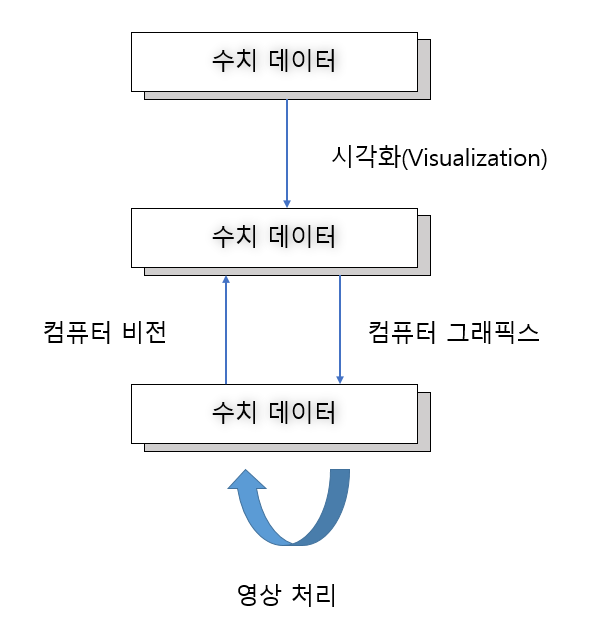 수치 데이터
시각화(Visualization)
수치 데이터
컴퓨터 비전
컴퓨터 그래픽스
수치 데이터
영상 처리